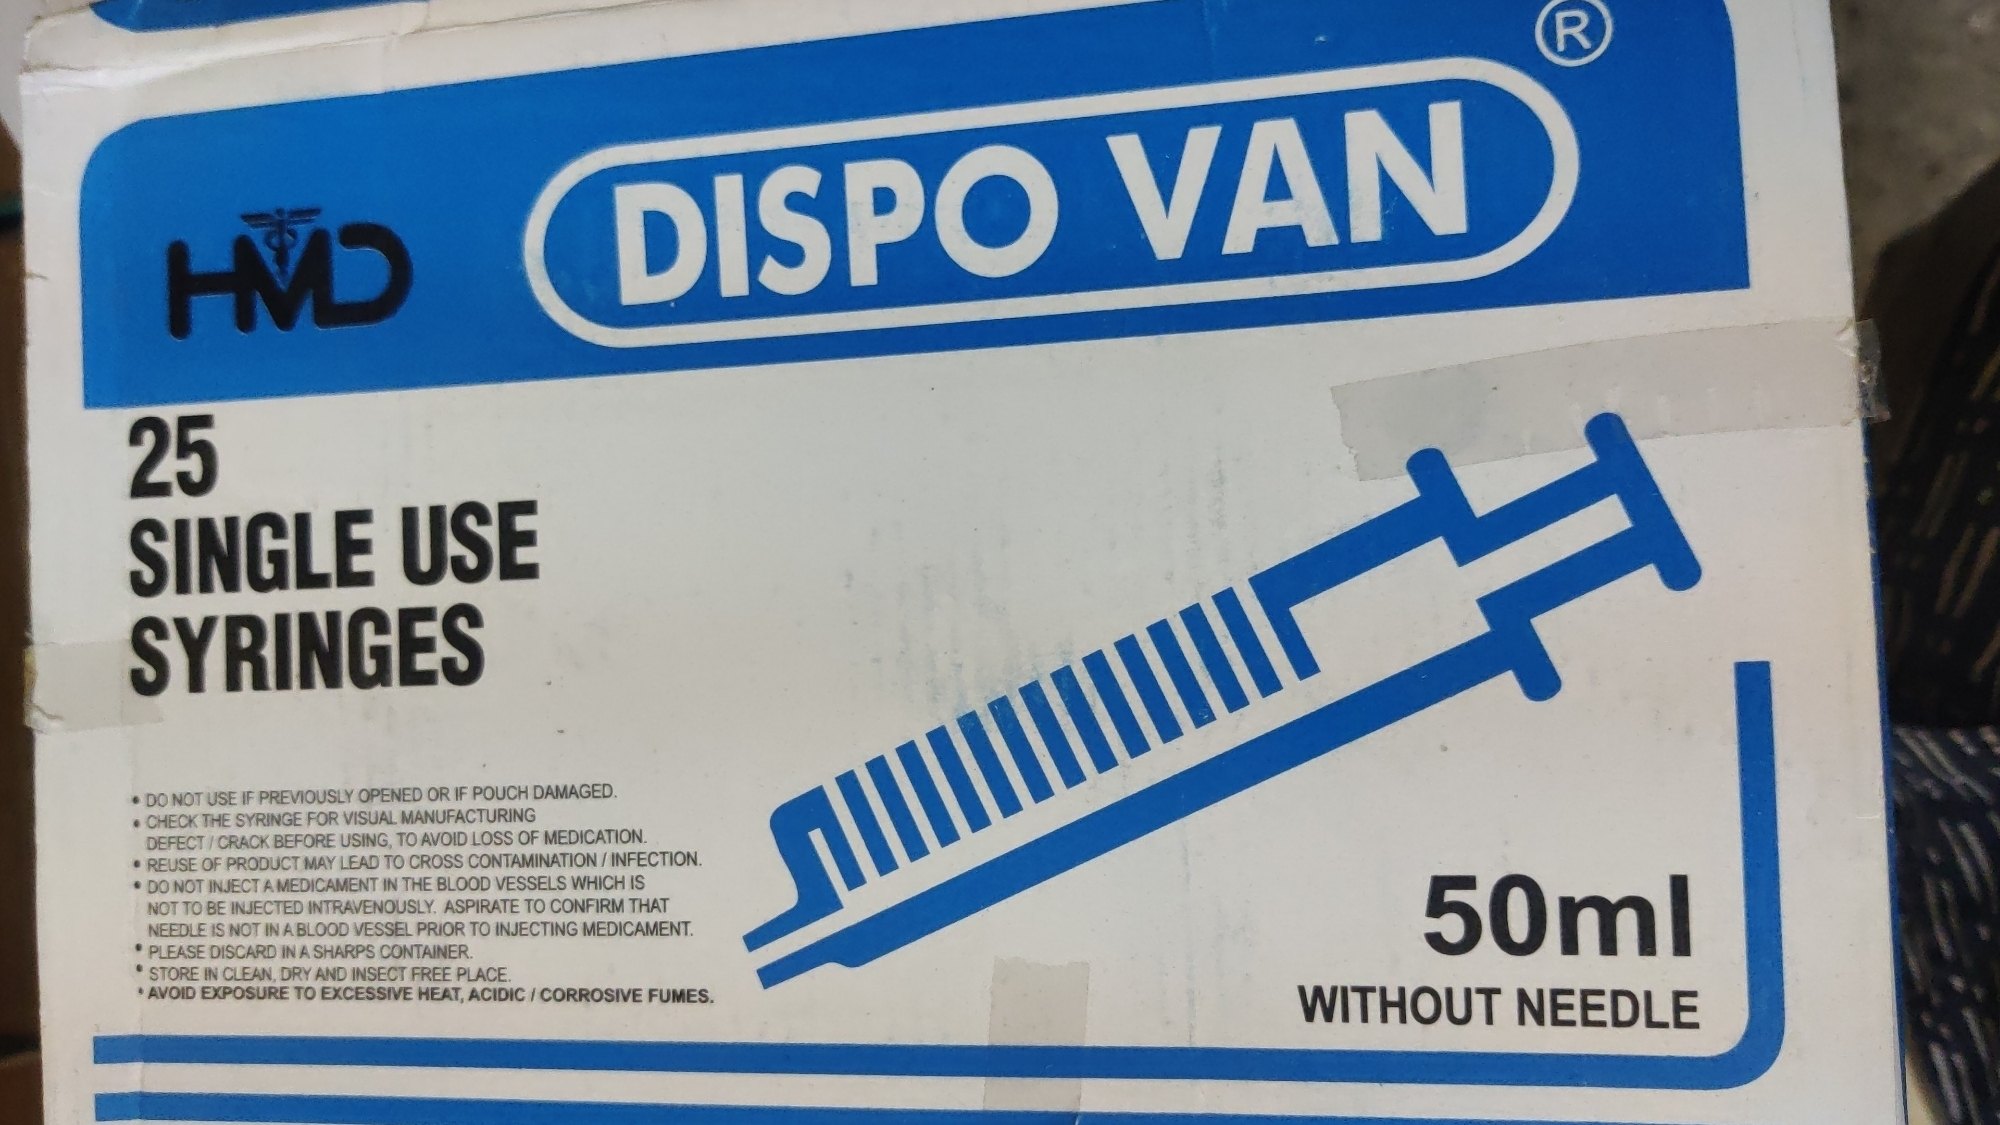 HMD
DISPO VAN ®
25
SINGLE USE
SYRINGES
• DO NOT USE IF PREVIOUSLY OPENED OR IF POUCH DAMAGED.
• CHECK THE SYRINGE FOR VISUAL MANUFACTURING
DEFECT / CRACK BEFORE USING, TO AVOID LOSS OF MEDICATION.
• REUSE OF PRODUCT MAY LEAD TO CROSS CONTAMINATION / INFECTION.
• DO NOT INJECT A MEDICAMENT IN THE BLOOD VESSELS WHICH IS
NOT TO BE INJECTED INTRAVENOUSLY. ASPIRATE TO CONFIRM THAT
NEEDLE IS NOT IN A BLOOD VESSEL PRIOR TO INJECTING MEDICAMENT.
• PLEASE DISCARD IN A SHARPS CONTAINER.
• STORE IN CLEAN, DRY AND INSECT FREE PLACE.
• AVOID EXPOSURE TO EXCESSIVE HEAT, ACIDIC / CORROSIVE FUMES.
50ml
WITHOUT NEEDLE